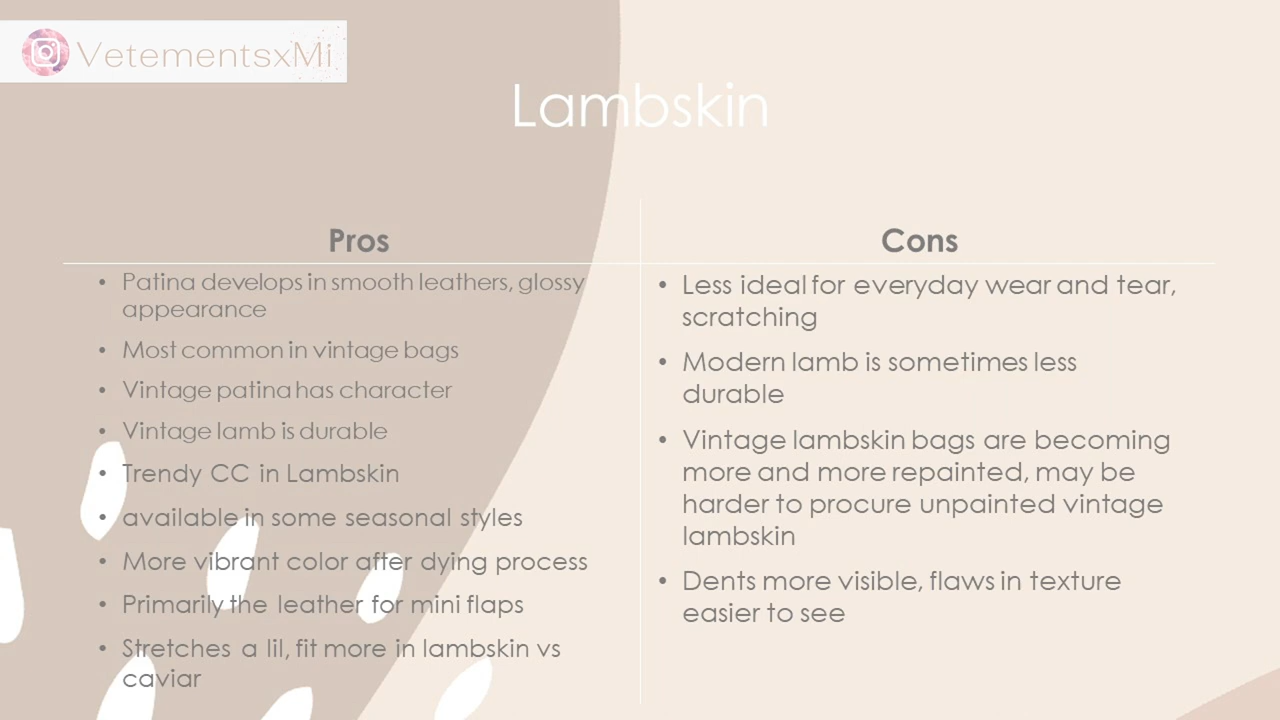 VetementsxMi
Lambskin
Pros
• Patina develops in smooth leathers, glossy
appearance
• Most common in vintage bags
• Vintage patina has character
• Vintage lamb is durable
• Trendy CC in Lambskin
• available in some seasonal styles
• More vibrant color after dying process
• Primarily the leather for mini flaps
• Stretches a lil, fit more in lambskin vs
caviar
Cons
• Less ideal for everyday wear and tear,
scratching
• Modern lamb is sometimes less
durable
• Vintage lambskin bags are becoming
more and more repainted, may be
harder to procure unpainted vintage
lambskin
• Dents more visible, flaws in texture
easier to see